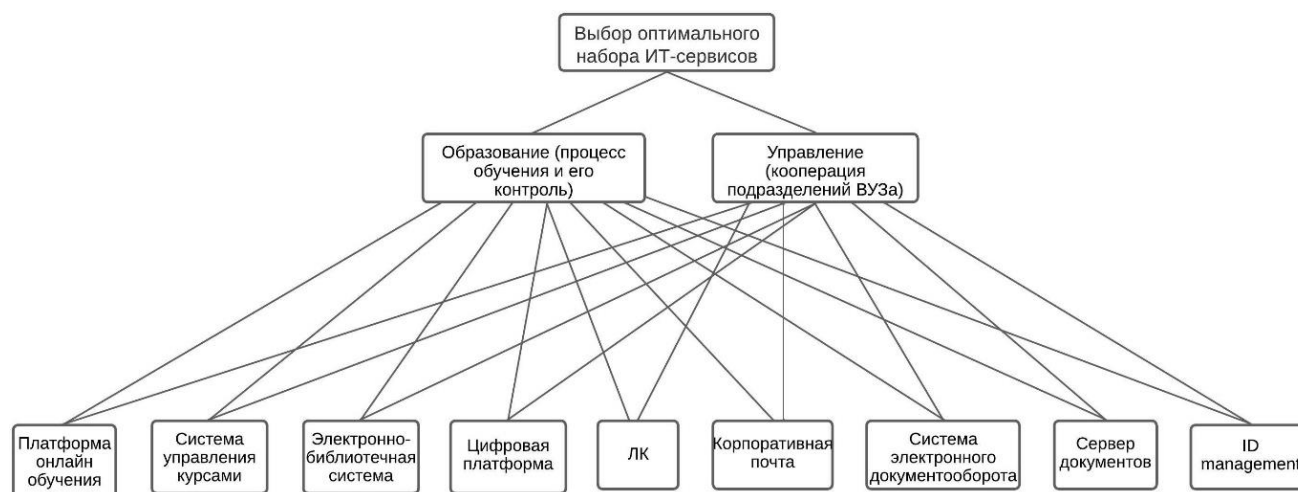 Выбор оптимального
набора ИТ-сервисов
Образование (процесс
обучения и его
контроль)
Управление
(кооперация
подразделений ВУЗа)
Платформа
онлайн
обучения
Система
управления
курсами
Электронно-
библиотечная
система
Цифровая
платформа
ЛК
Корпоративная
почта
Система
электронного
документооборота
Сервер
документов
ID
management